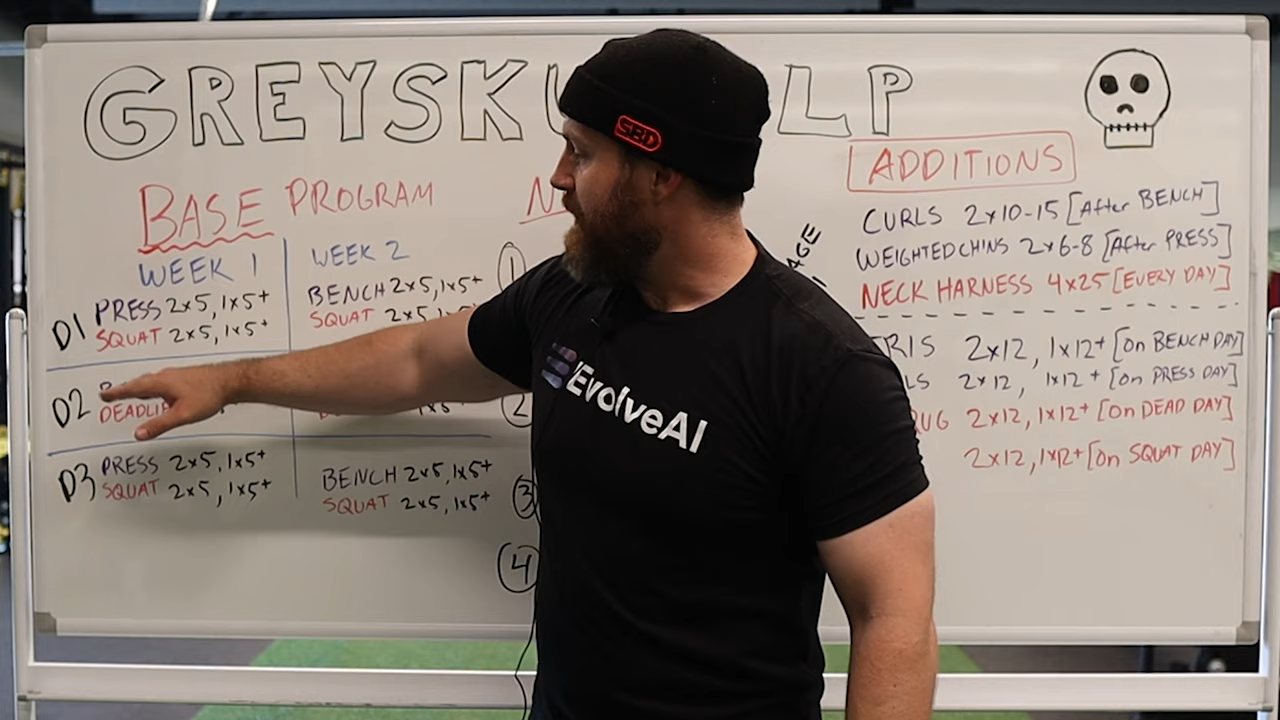 GREYSK LP
ADDITIONS
BASE PROGRAM
WEEK 1
WEEK 2
D1 PRESS 2x5, 1x5+
SQUAT 2x5, 1x5+
BENCH 2x5, 1x5+
SQUAT 2x5
D2
D3 PRESS 2x5, 1x5+
SQUAT 2x5, 1x5+
BENCH 2x5, 1x5+
SQUAT 2x5, 1x5+
1
2
3
4
CURLS 2x10-15 [After BENCH]
WEIGHTED CHINS 2x6-8 [After PRESS]
NECK HARNESS 4x25 [EVERY DAY]
2x12, 1x12+ [On BENCH DAY]
2x12, 1x12+ [On PRESS DAY]
2x12, 1x12+ [On DEAD DAY]
2x12, 1x12+ [On SQUAT DAY]
SBD
EvolveAI